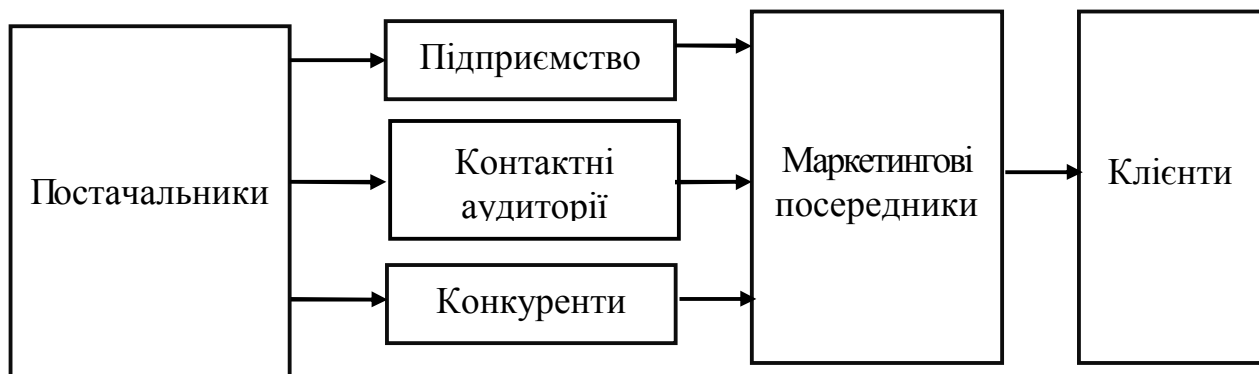 Постачальники
Підприємство
Контактні
аудиторії
Конкуренти
Маркетингові
посередники
Клієнти